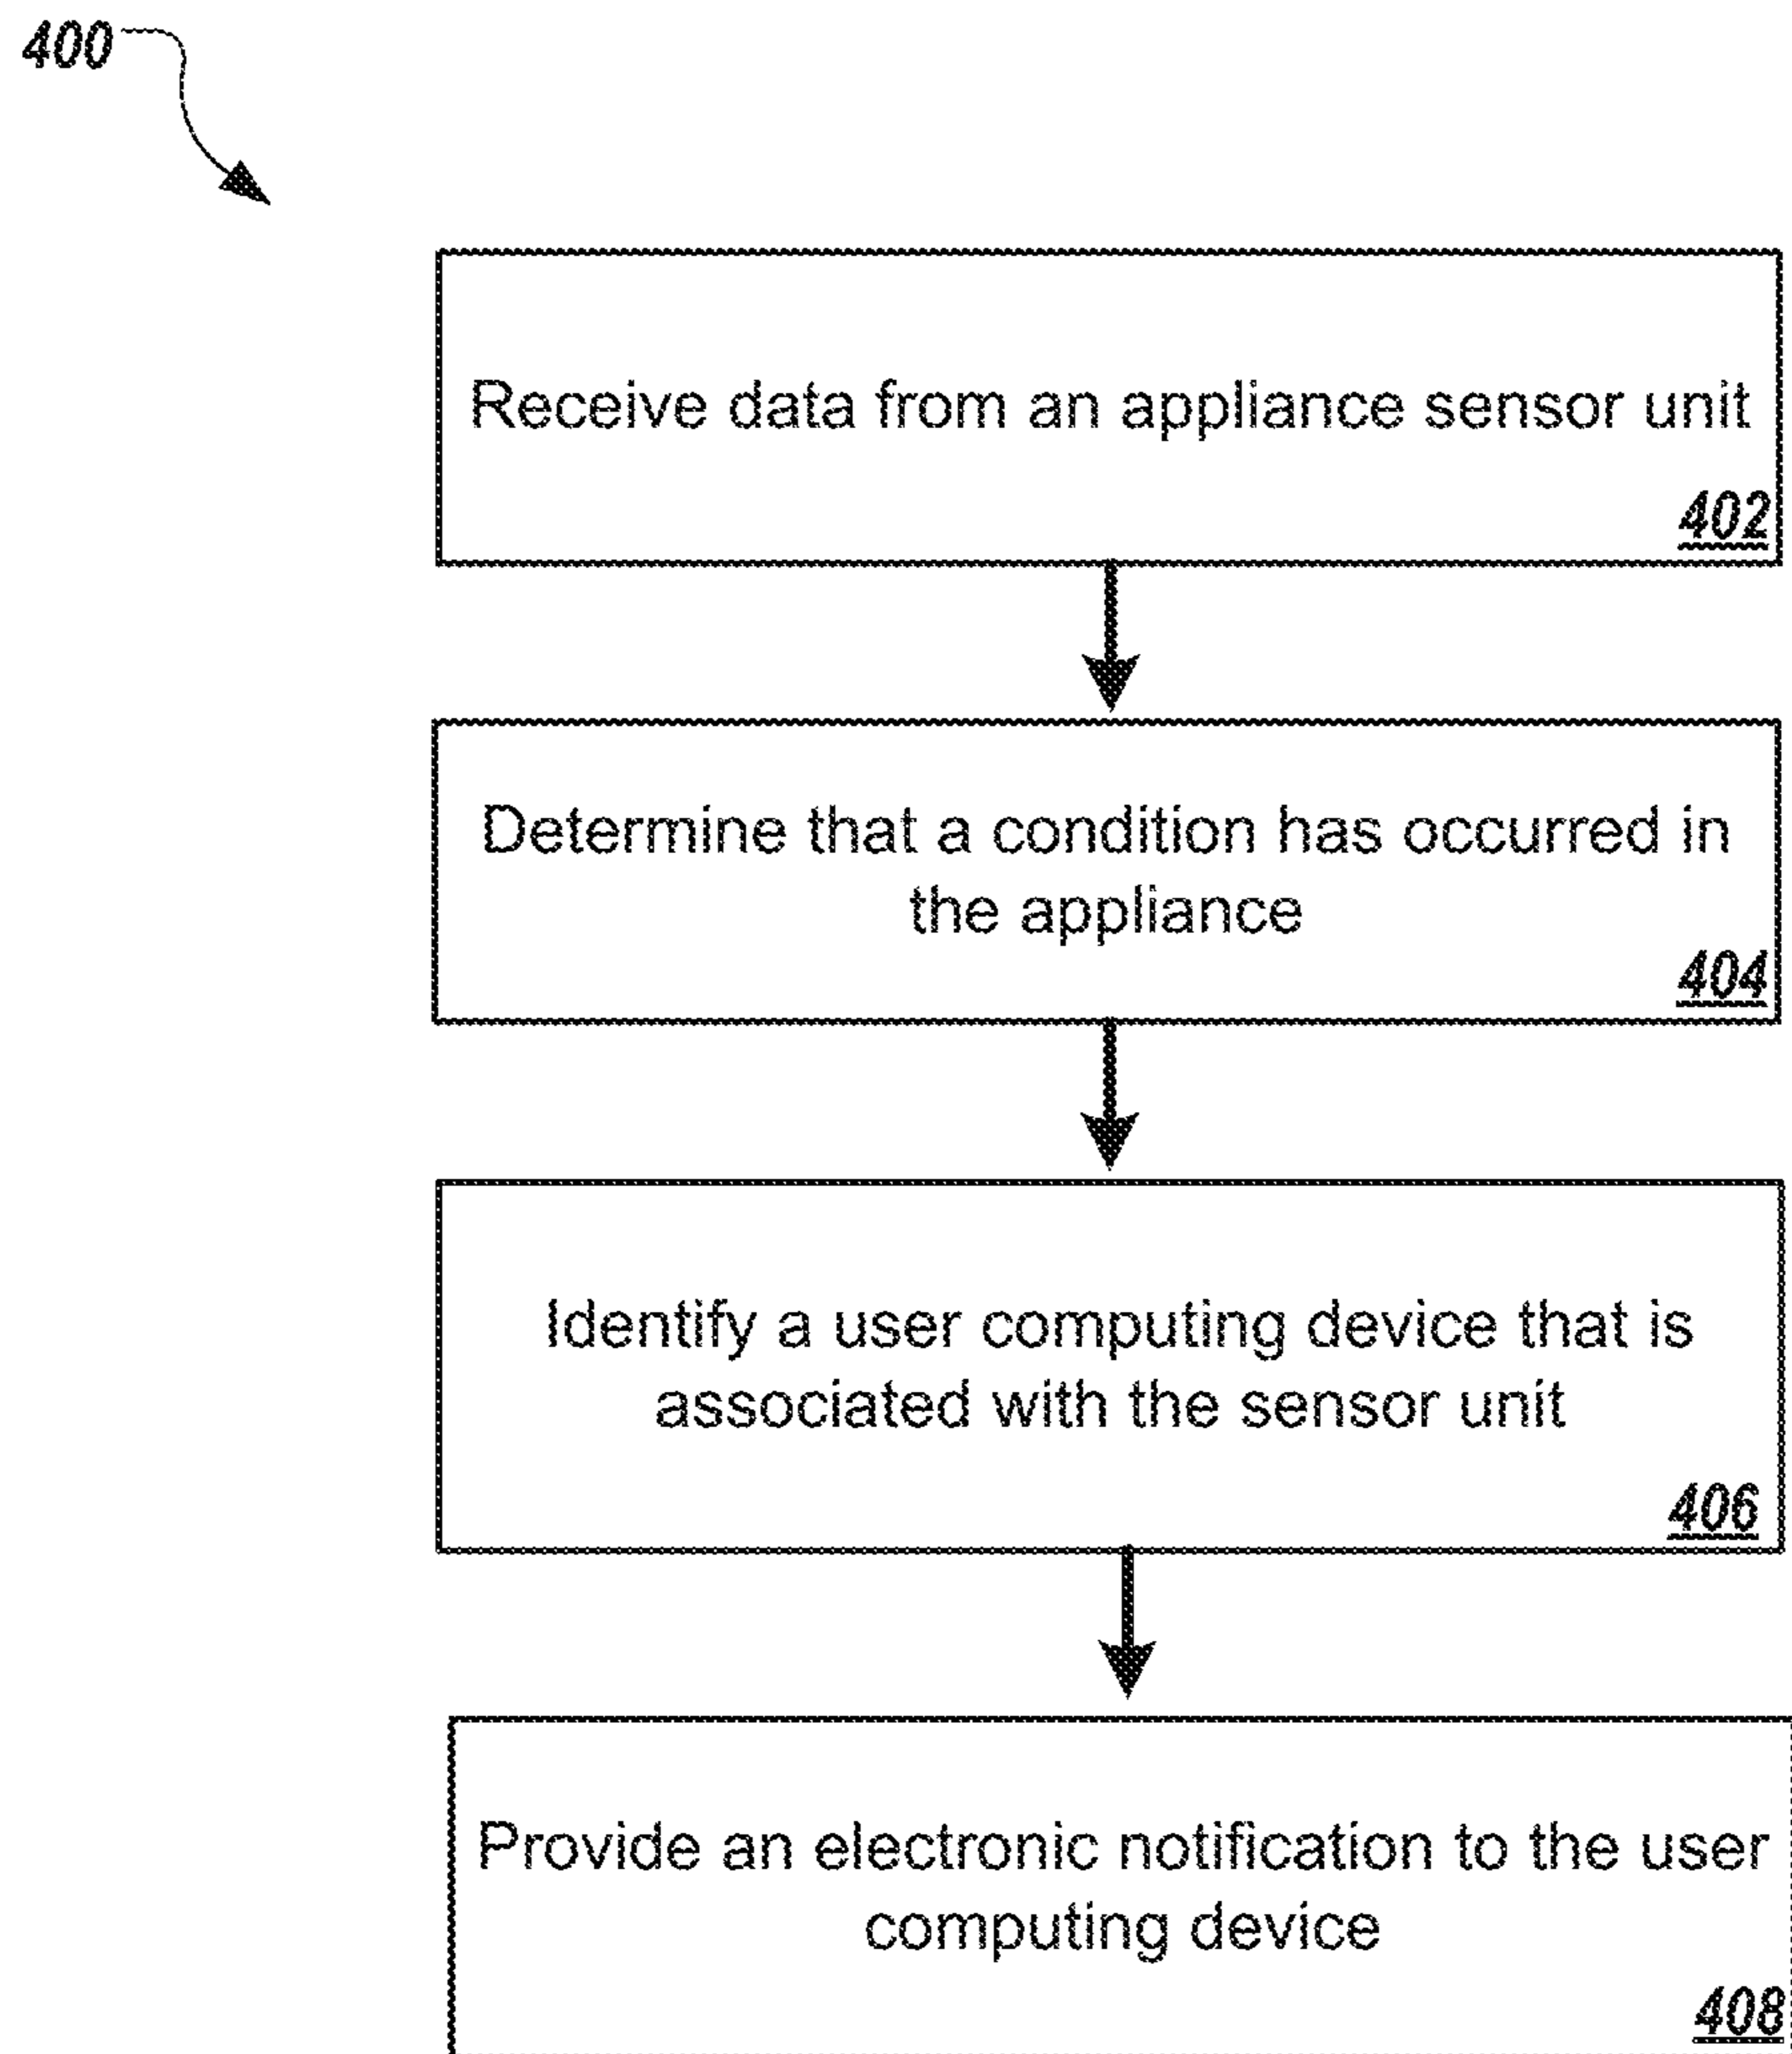 400
Receive data from an appliance sensor unit
402
Determine that a condition has occurred in
the appliance
404
Identify a user computing device that is
associated with the sensor unit
406
Provide an electronic notification to the user
computing device
408